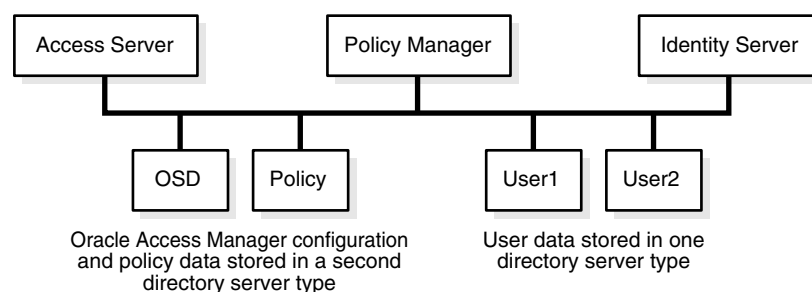 Access Server
Policy Manager
Identity Server
OSD
Policy
User1
User2
Oracle Access Manager configuration
and policy data stored in a second
directory server type
User data stored in one
directory server type